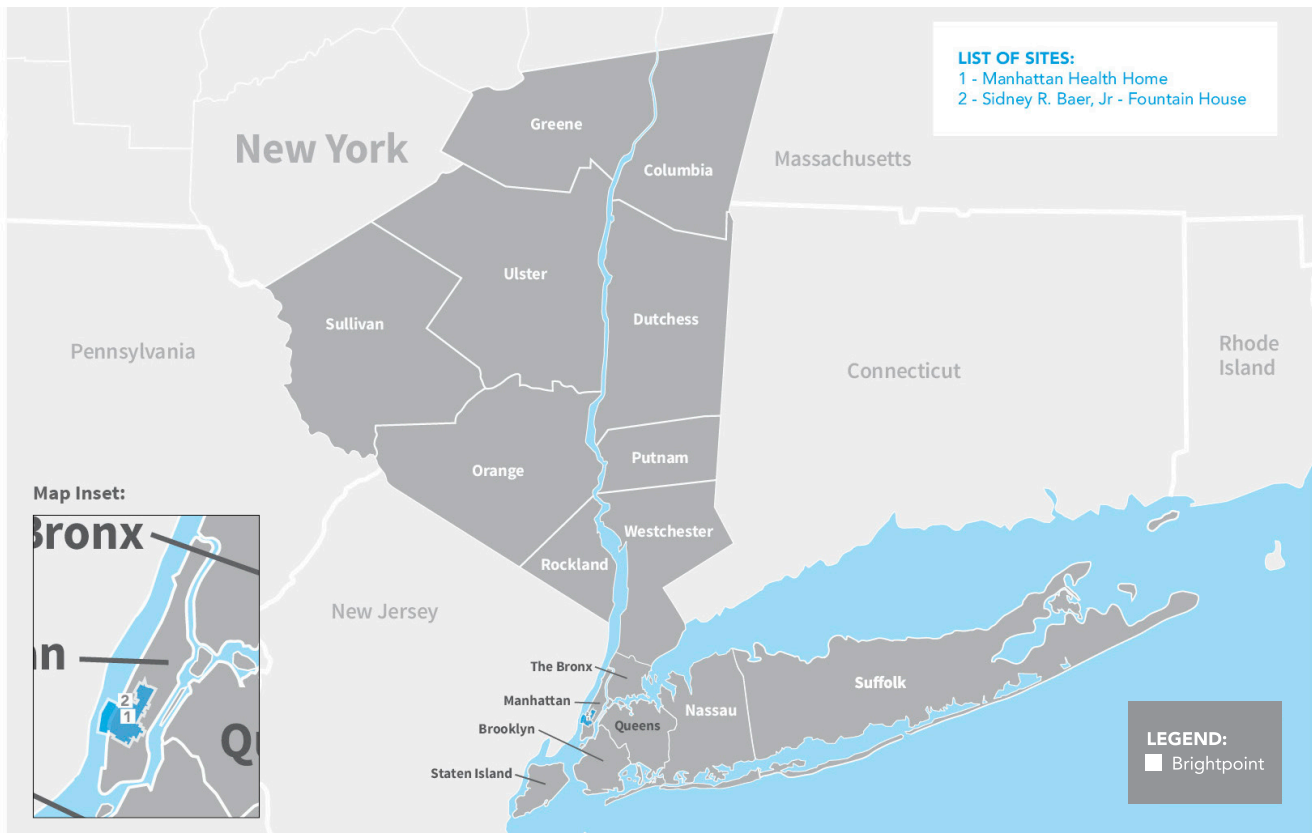 LIST OF SITES:
1 - Manhattan Health Home
2 - Sidney R. Baer, Jr - Fountain House
Greene
New York
Massachusetts
Columbia
Ulster
Sullivan
Dutchess
Pennsylvania
Rhode
Island
Connecticut
Putnam
Orange
Map Inset:
Westchester
Rockland
New Jersey
Bronx
an
2
1
Qu
The Bronx
Manhattan
Brooklyn
Staten Island
Queens
Nassau
Suffolk
LEGEND:
Brightpoint